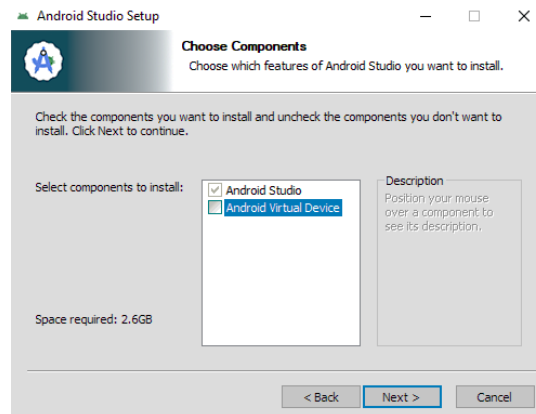 Android Studio Setup
Choose Components
Choose which features of Android Studio you want to install.
Check the components you want to install and uncheck the components you don't want to
install. Click Next to continue.
Select components to install:
Android Studio
Android Virtual Device
Description
Position your mouse
over a component to
see its description.
Space required: 2.6GB
< Back
Next >
Cancel